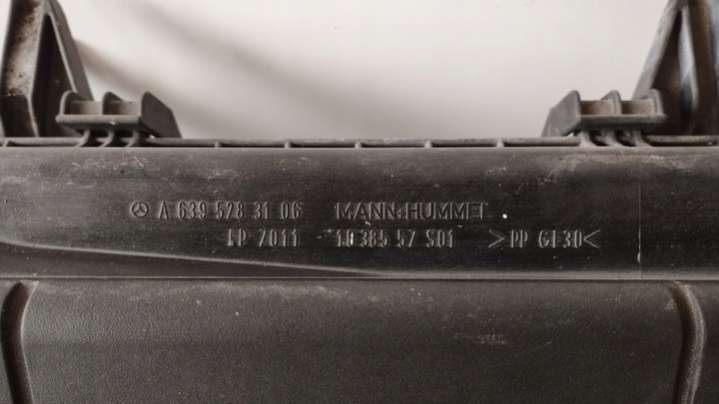 A 639 528 31 06 MANN+HUMMEL
LP 7011 10 385 57 S01 >PP GF30<